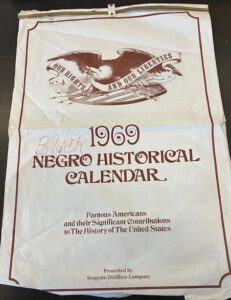 OUR RIGHTS AND OUR LIBERTIES
Black
1969
NEGRO HISTORICAL
CALENDAR
Famous Americans
and their Significant Contributions
to The History of The United States
Presented by
Seagram Distillers Company